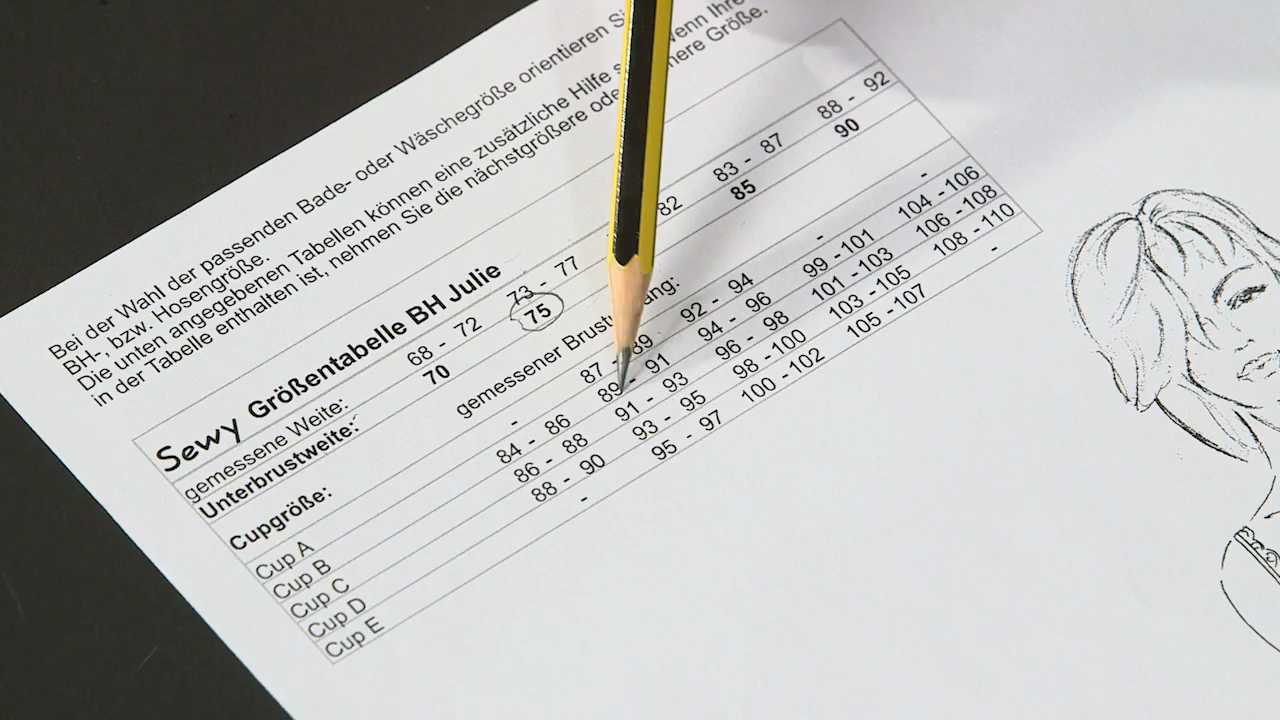 Bei der Wahl der passenden Bade- oder Wäschegröße orientieren
BH-, bzw. Hosengröße.
Die unten angegebenen Tabellen können eine zusätzliche Hilfe Wenn Ihre
in der Tabelle enthalten ist, nehmen Sie die nächstgrößere Größe.
Sewy Größentabelle BH Julie
gemessene Weite: 68 - 72 73 - 77 82 83 - 87 88 - 92
Unterbrustweite: 70 75 85 90
Cupgröße: gemessener
Cup A - 87 - 89 92 - 94 - -
Cup B 84 - 86 89 - 91 94 - 96 99 -101 104 -106
Cup C 86 - 88 91 - 93 96 - 98 101 -103 106 -108
Cup D 88 - 90 93 - 95 98 -100 103 -105 108 -110
Cup E - 95 - 97 100 -102 105 -107 -